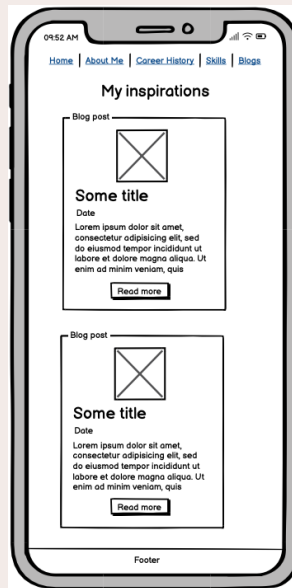 09:52 AM
Home | About Me | Career History | Skills | Blogs
My inspirations
Blog post
Some title
Date
Lorem ipsum dolor sit amet,
consectetur adipisicing elit, sed
do eiusmod tempor incididunt ut
labore et dolore magna aliqua. Ut
enim ad minim veniam, quis
Read more
Blog post
Some title
Date
Lorem ipsum dolor sit amet,
consectetur adipisicing elit, sed
do eiusmod tempor incididunt ut
labore et dolore magna aliqua. Ut
enim ad minim veniam, quis
Read more
Footer